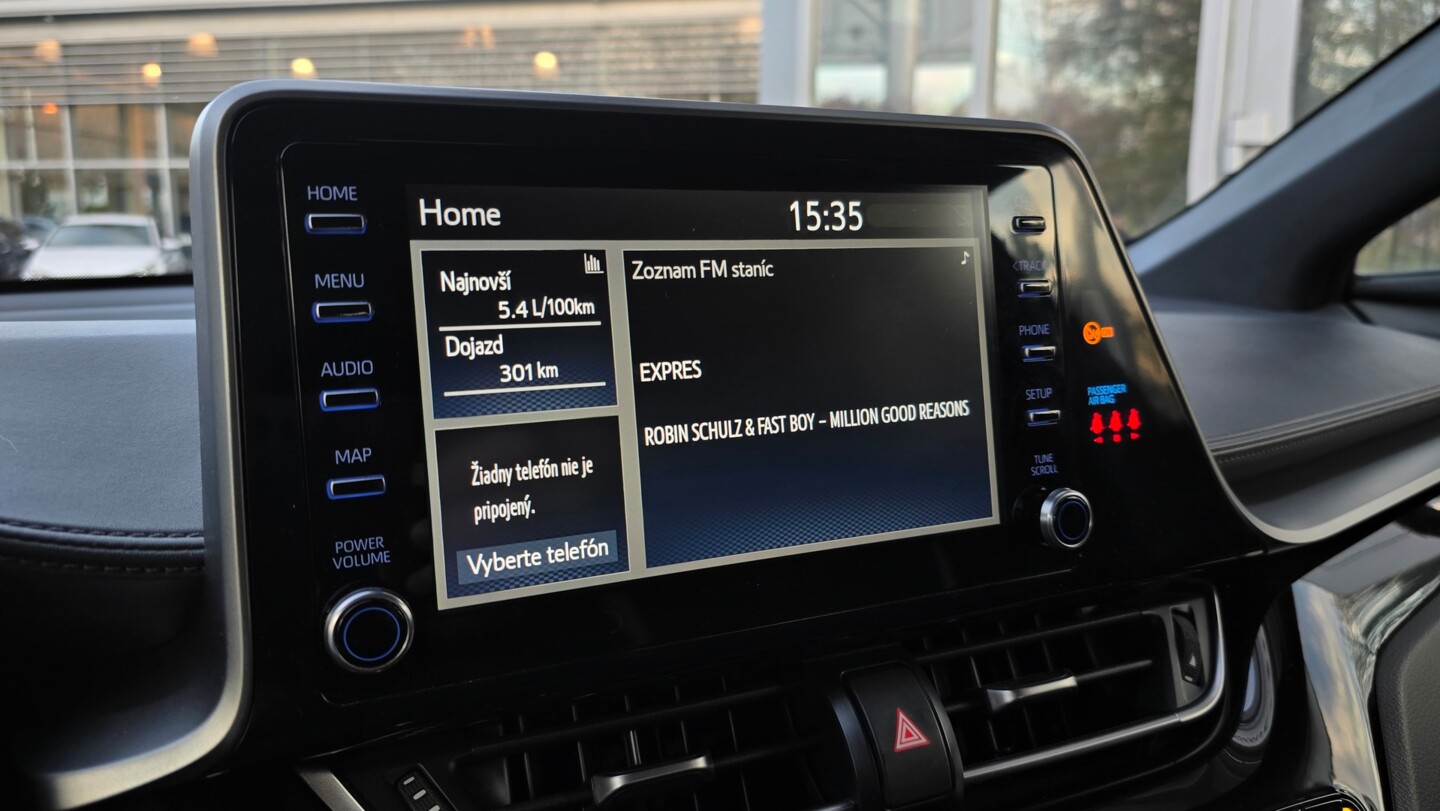 HOME
MENU
AUDIO
MAP
POWER
VOLUME
Home
15:35
Najnovší
5.4 L/100km
Dojazd
301 km
Žiadny telefón nie je
pripojený.
Vyberte telefón
Zoznam FM staníc
EXPRES
ROBIN SCHULZ & FAST BOY – MILLION GOOD REASONS
<TRACK
PHONE
SETUP
TUNE
SCROLL
PASSENGER
AIR BAG